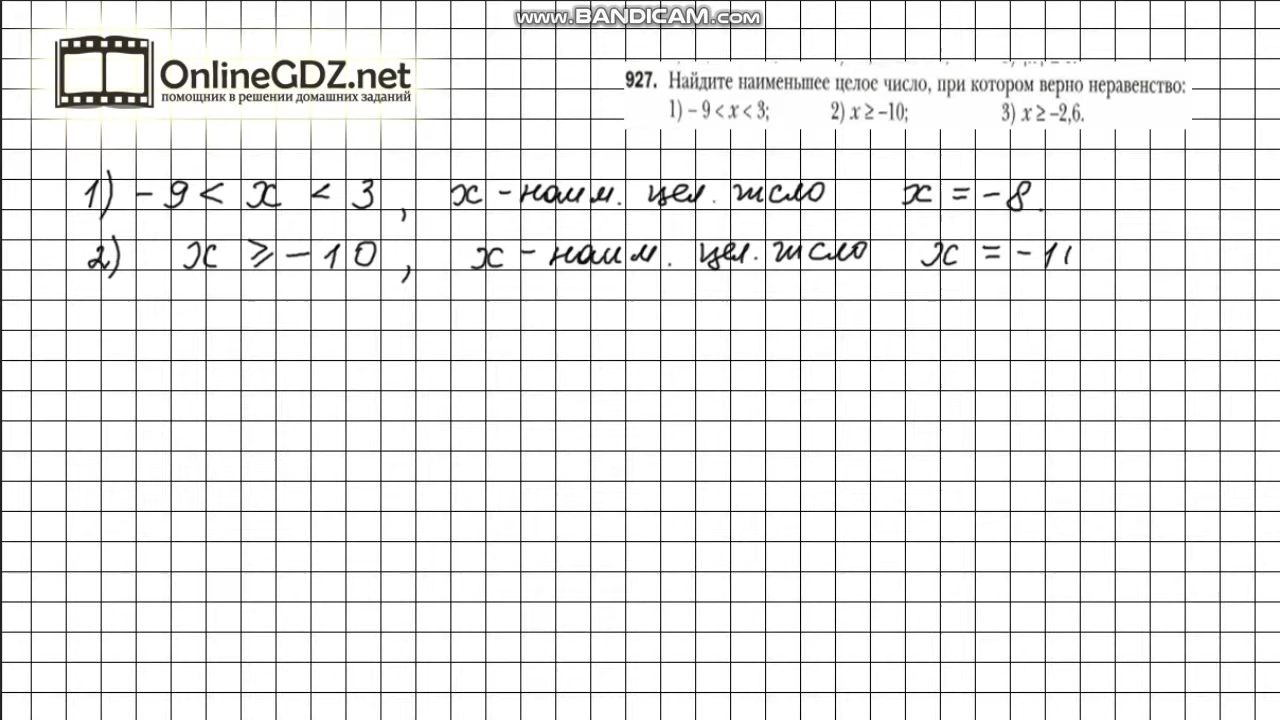 www.BANDICAM.com
OnlineGDZ.net
помощник в решении домашних заданий
927. Найдите наименьшее целое число, при котором верно неравенство:
1) – 9 < x < 3; 2) x ≥ –10; 3) x ≥ –2,6.
1) - 9 < x < 3, x - наим. цел. число x = -8.
2) x ≥ -10, x - наим. цел. число x = -1